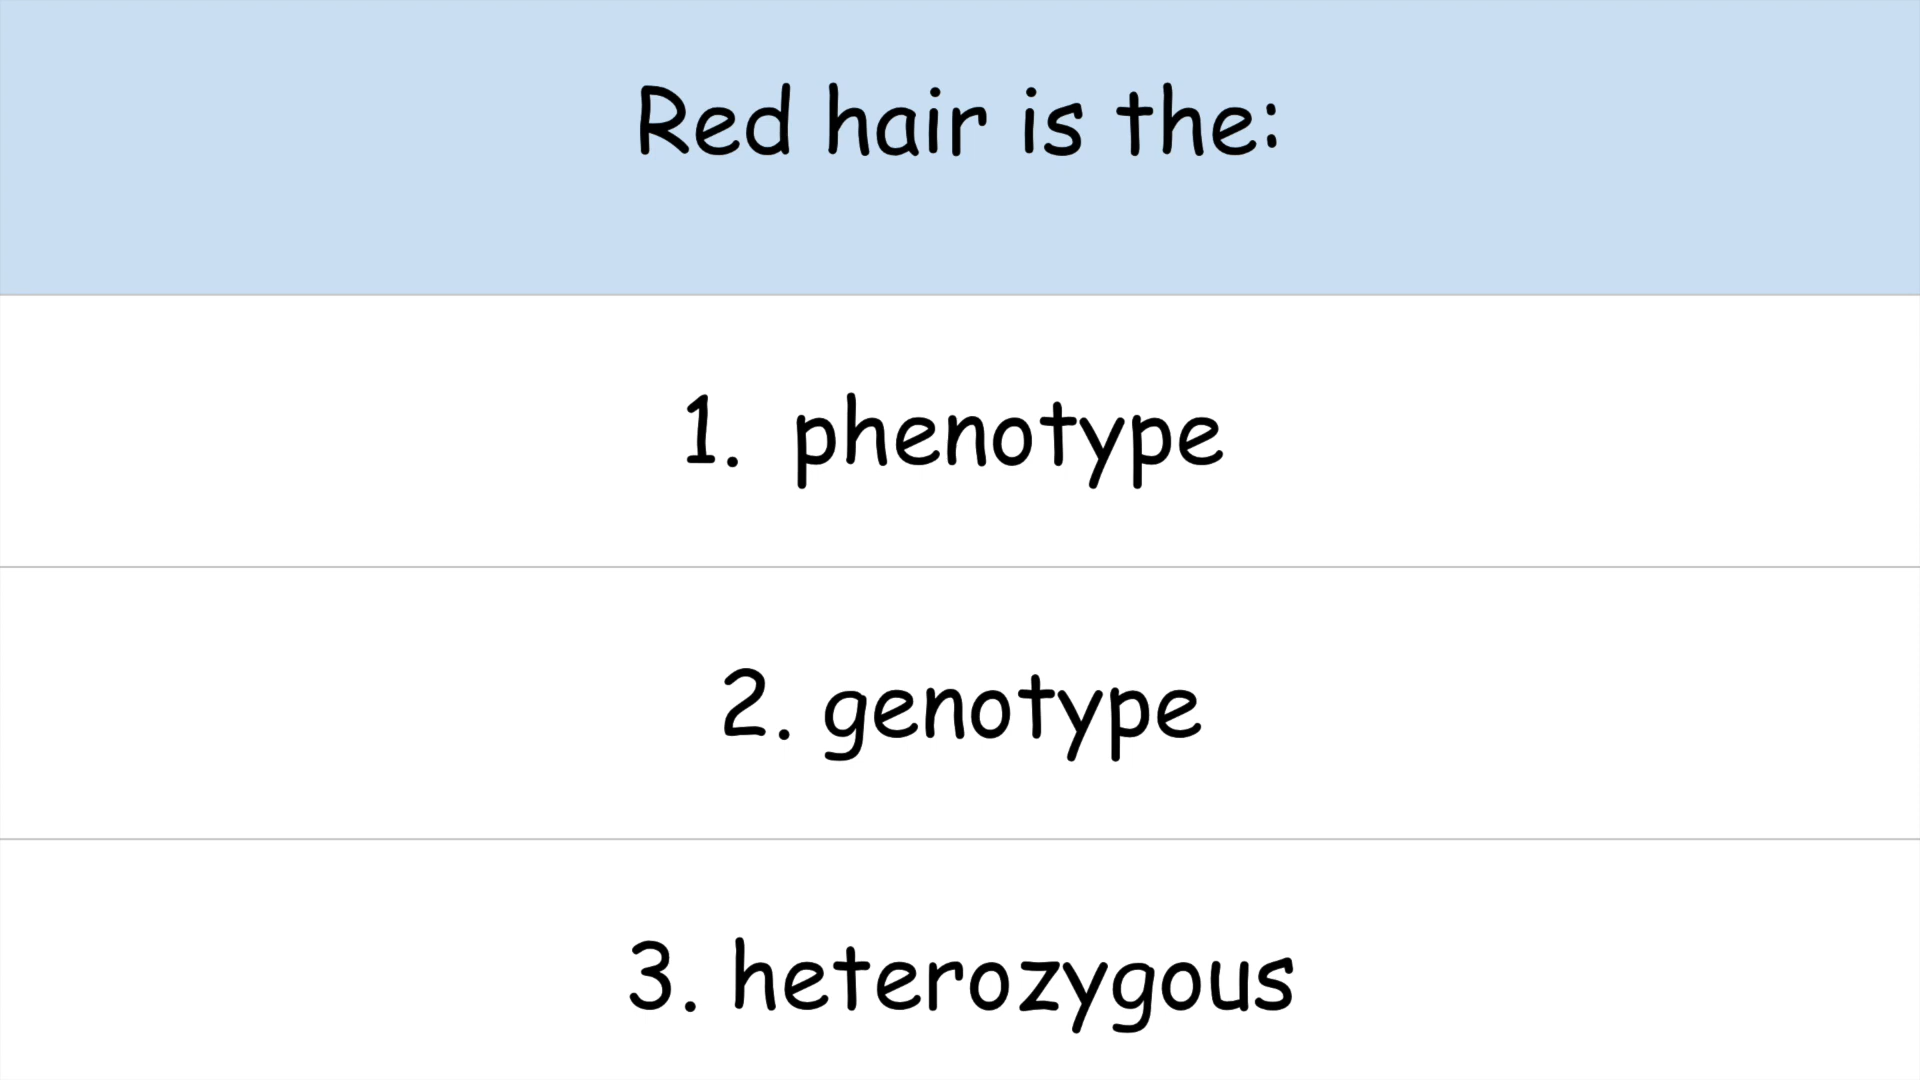 Red hair is the:
1. phenotype
2. genotype
3. heterozygous